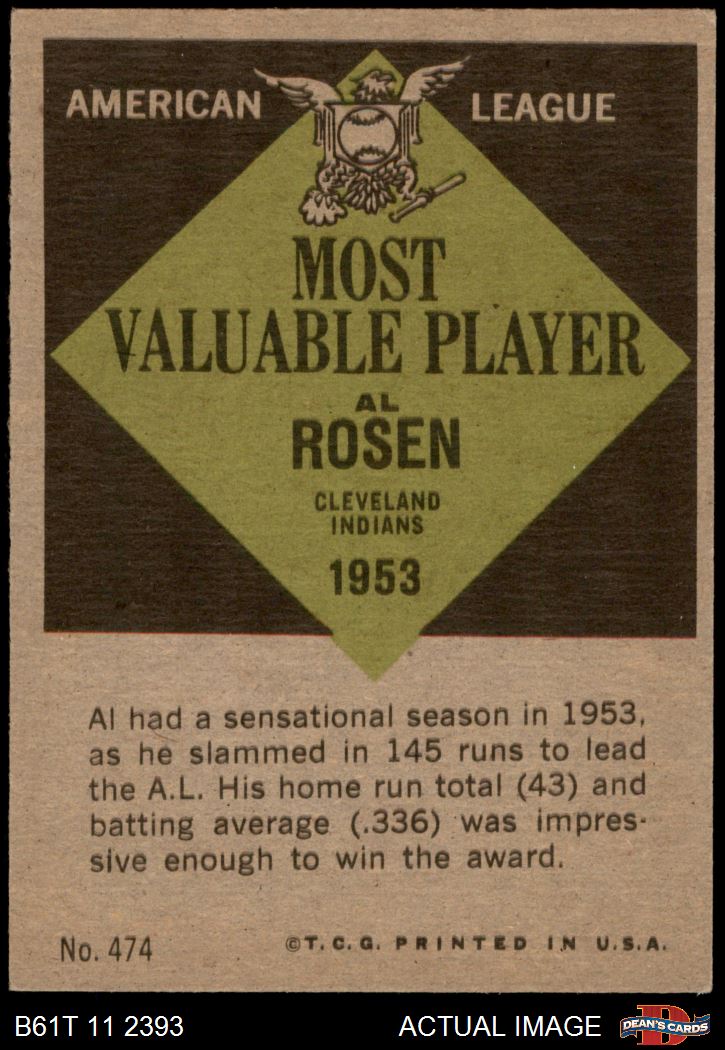 AMERICAN LEAGUE
MOST
VALUABLE PLAYER
AL
ROSEN
CLEVELAND
INDIANS
1953
Al had a sensational season in 1953,
as he slammed in 145 runs to lead
the A.L. His home run total (43) and
batting average (.336) was impres-
sive enough to win the award.
No. 474 ©T.C.G. PRINTED IN U.S.A.
B61T 11 2393 ACTUAL IMAGE D DEAN'S CARDS